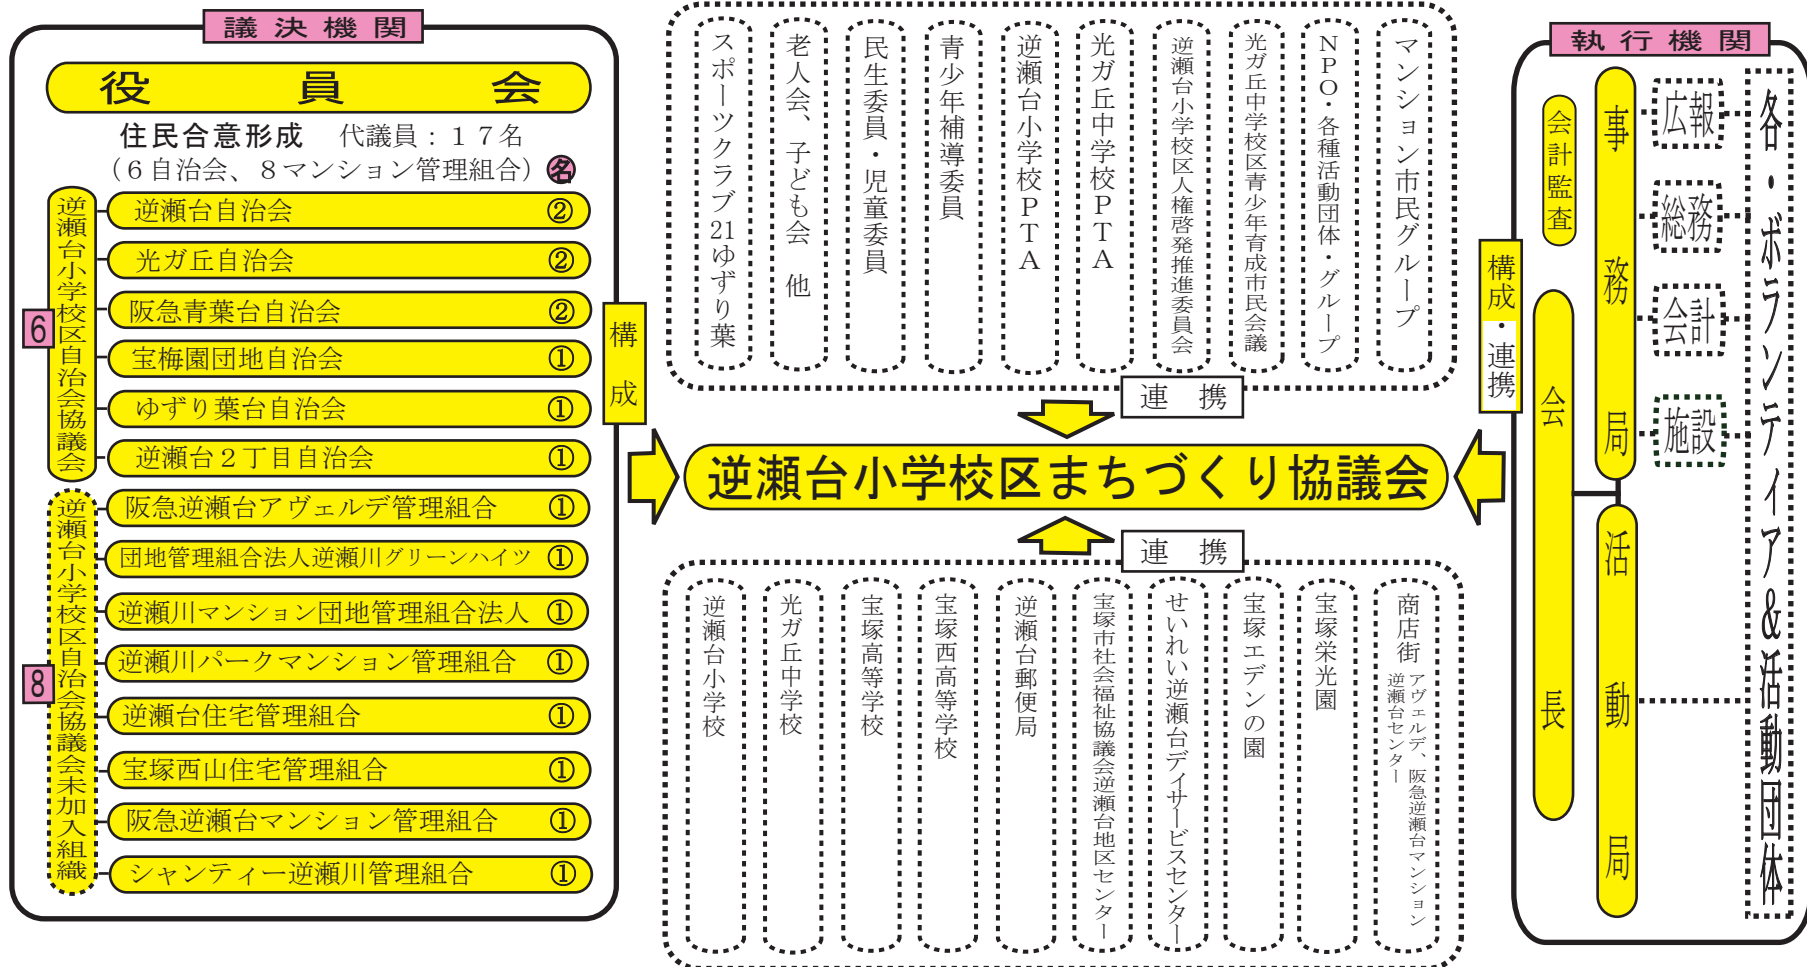 議決機関
役員会
住民合意形成 代議員：１７名
（６自治会、８マンション管理組合）名
逆瀬台小学校区自治会協議会
6
逆瀬台自治会 ②
光ガ丘自治会 ②
阪急青葉台自治会 ②
宝梅園団地自治会 ①
ゆずり葉台自治会 ①
逆瀬台２丁目自治会 ①
逆瀬台小学校区自治会協議会未加入組織
8
阪急逆瀬台アヴェルデ管理組合 ①
団地管理組合法人逆瀬川グリーンハイツ ①
逆瀬川マンション団地管理組合法人 ①
逆瀬川パークマンション管理組合 ①
逆瀬台住宅管理組合 ①
宝塚西山住宅管理組合 ①
阪急逆瀬台マンション管理組合 ①
シャンティー逆瀬川管理組合 ①
構成
スポーツクラブ21ゆずり葉
老人会、子ども会 他
民生委員・児童委員
青少年補導委員
逆瀬台小学校ＰＴＡ
光ガ丘中学校ＰＴＡ
逆瀬台小学校区人権啓発推進委員会
光ガ丘中学校区青少年育成市民会議
ＮＰＯ・各種活動団体・グループ
マンション市民グループ
連携
逆瀬台小学校区まちづくり協議会
連携
逆瀬台小学校
光ガ丘中学校
宝塚高等学校
宝塚西高等学校
逆瀬台郵便局
宝塚市社会福祉協議会逆瀬台地区センター
せいれい逆瀬台デイサービスセンター
宝塚エデンの園
宝塚栄光園
商店街 アヴェルデ、阪急逆瀬台マンション
逆瀬台センター
執行機関
構成・連携
会計監査
会長
事務局
活動局
広報
総務
会計
施設
各・ボランティア＆活動団体